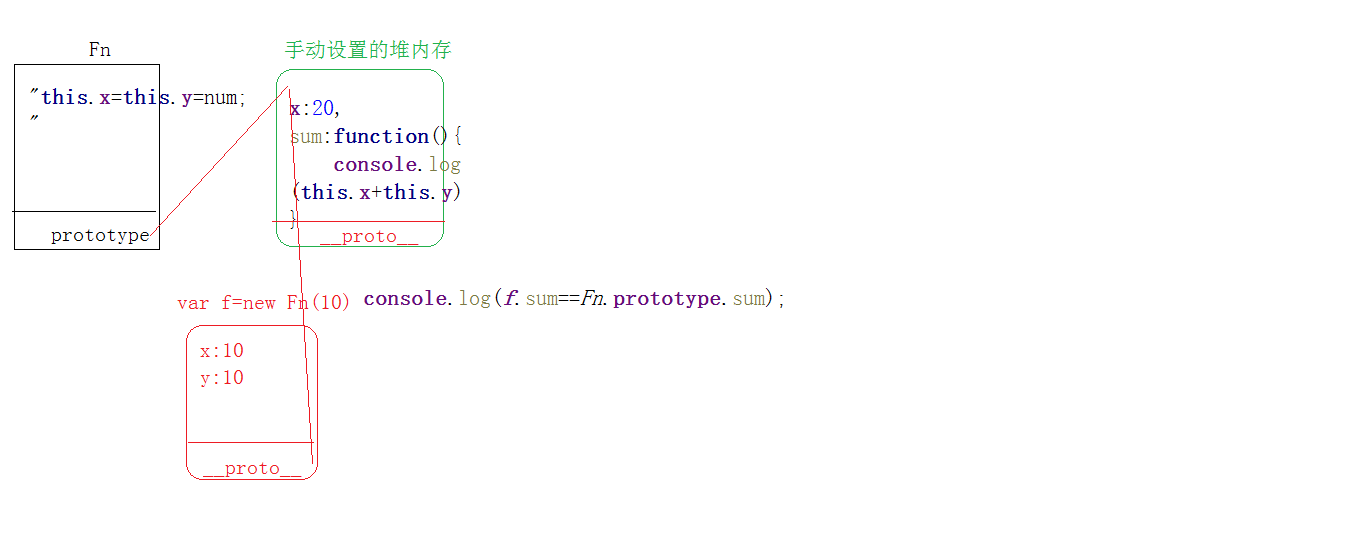 Fn
手动设置的堆内存
"this.x=this.y=num;
"
x:20,
sum:function(){
console.log
(this.x+this.y)
}
prototype
__proto__
var f=new Fn(10)
console.log(f.sum==Fn.prototype.sum);
x:10
y:10
__proto__